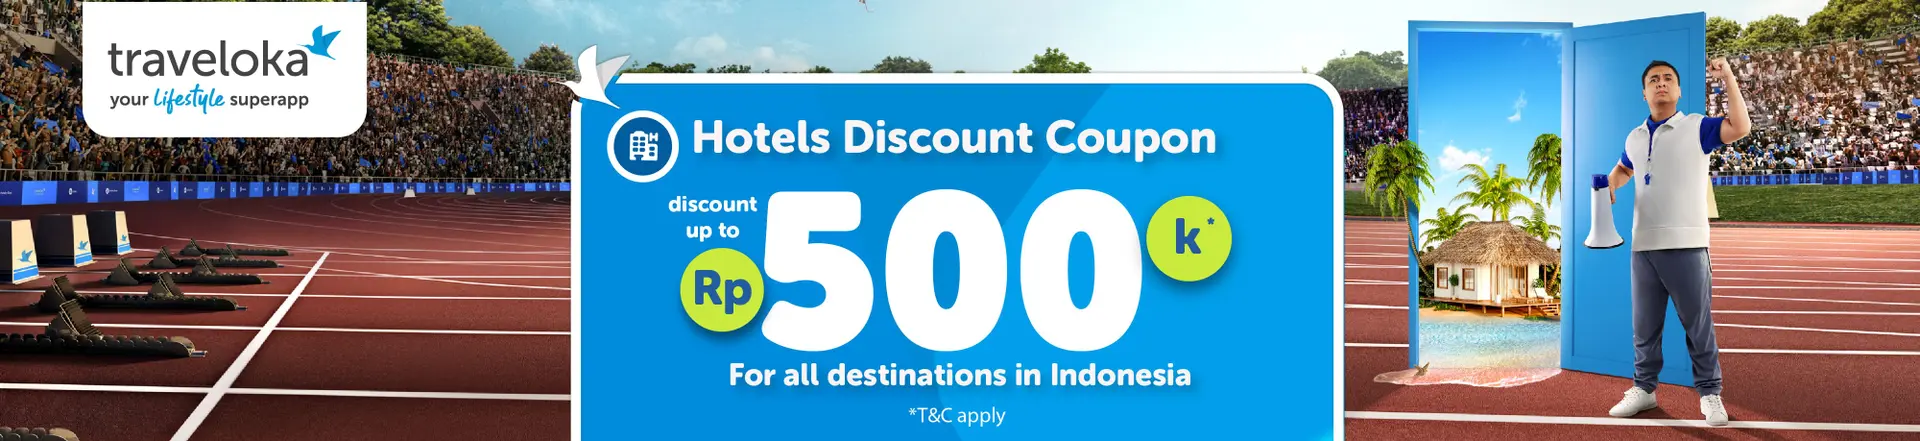 traveloka
your lifestyle superapp
Hotels Discount Coupon
discount
up to
Rp 500 k*
For all destinations in Indonesia
*T&C apply